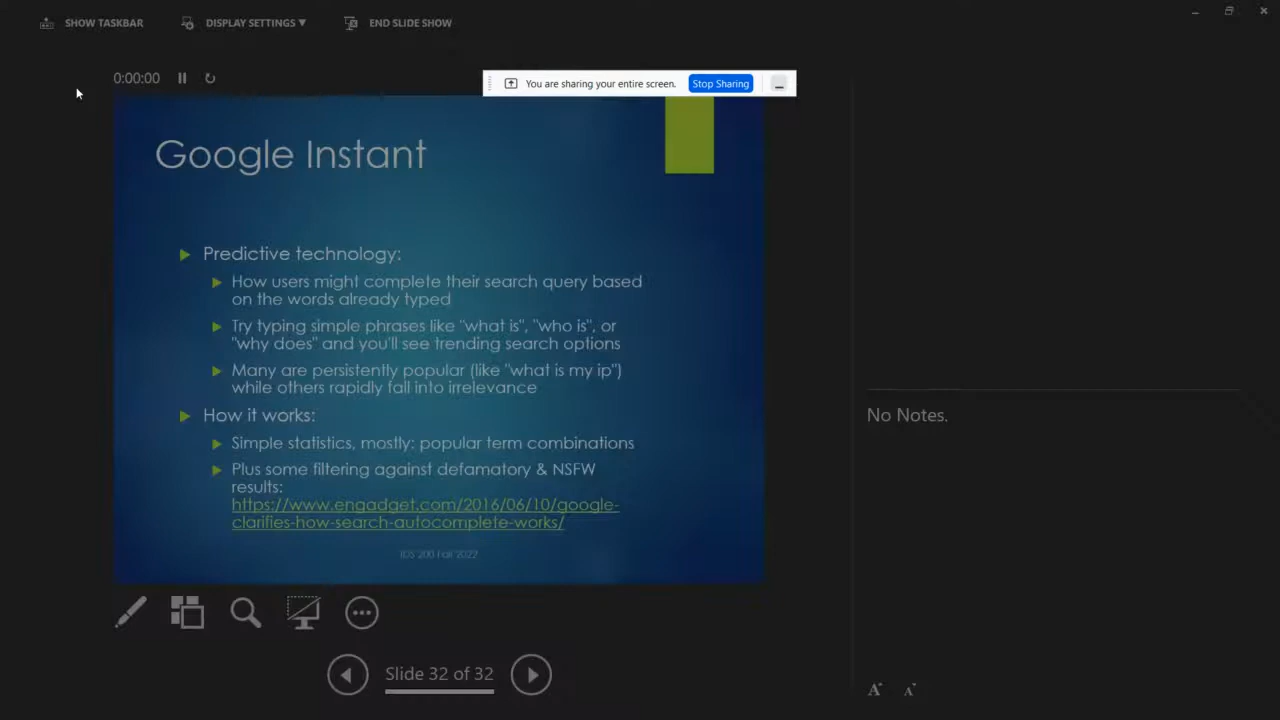 SHOW TASKBAR
DISPLAY SETTINGS ▼
END SLIDE SHOW
0:00:00
You are sharing your entire screen.
Stop Sharing
Google Instant
Predictive technology:
How users might complete their search query based
on the words already typed
Try typing simple phrases like "what is", "who is", or
"why does" and you'll see trending search options
Many are persistently popular (like "what is my ip")
while others rapidly fall into irrelevance
How it works:
Simple statistics, mostly: popular term combinations
Plus some filtering against defamatory & NSFW
results:
https://www.engadget.com/2016/06/10/google-
clarifies-how-search-autocomplete-works/
IDS 200 Fall 2022
Slide 32 of 32
No Notes.
A A